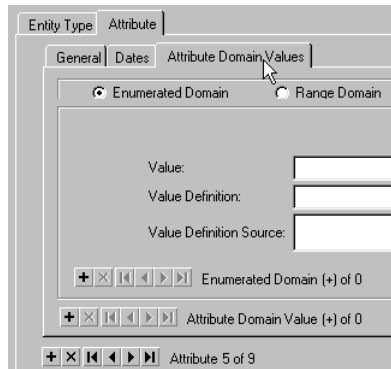 Entity Type Attribute
General Dates Attribute Domain Values
Enumerated Domain Range Domain
Value:
Value Definition:
Value Definition Source:
Enumerated Domain (+) of 0
Attribute Domain Value (+) of 0
Attribute 5 of 9